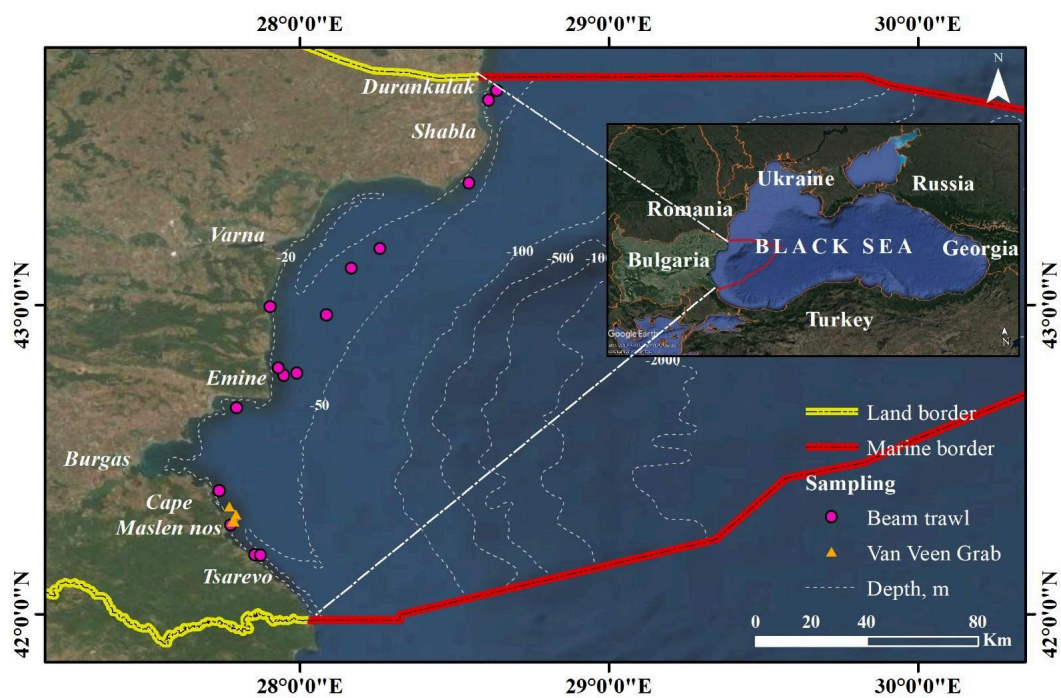 28°0'0"E
29°0'0"E
30°0'0"E
N
Durankulak
Shabla
Varna
-20
-100
-500
-10
43°0'0"N
43°0'0"N
Ukraine
Russia
Romania
BLACK SEA
Georgia
Bulgaria
Turkey
Google Earth
N
-2000
Emine
-50
Burgas
Cape
Maslen nos
Tsarevo
Land border
Marine border
Sampling
Beam trawl
Van Veen Grab
Depth, m
0
20
40
80
Km
42°0'0"N
42°0'0"N
28°0'0"E
29°0'0"E
30°0'0"E